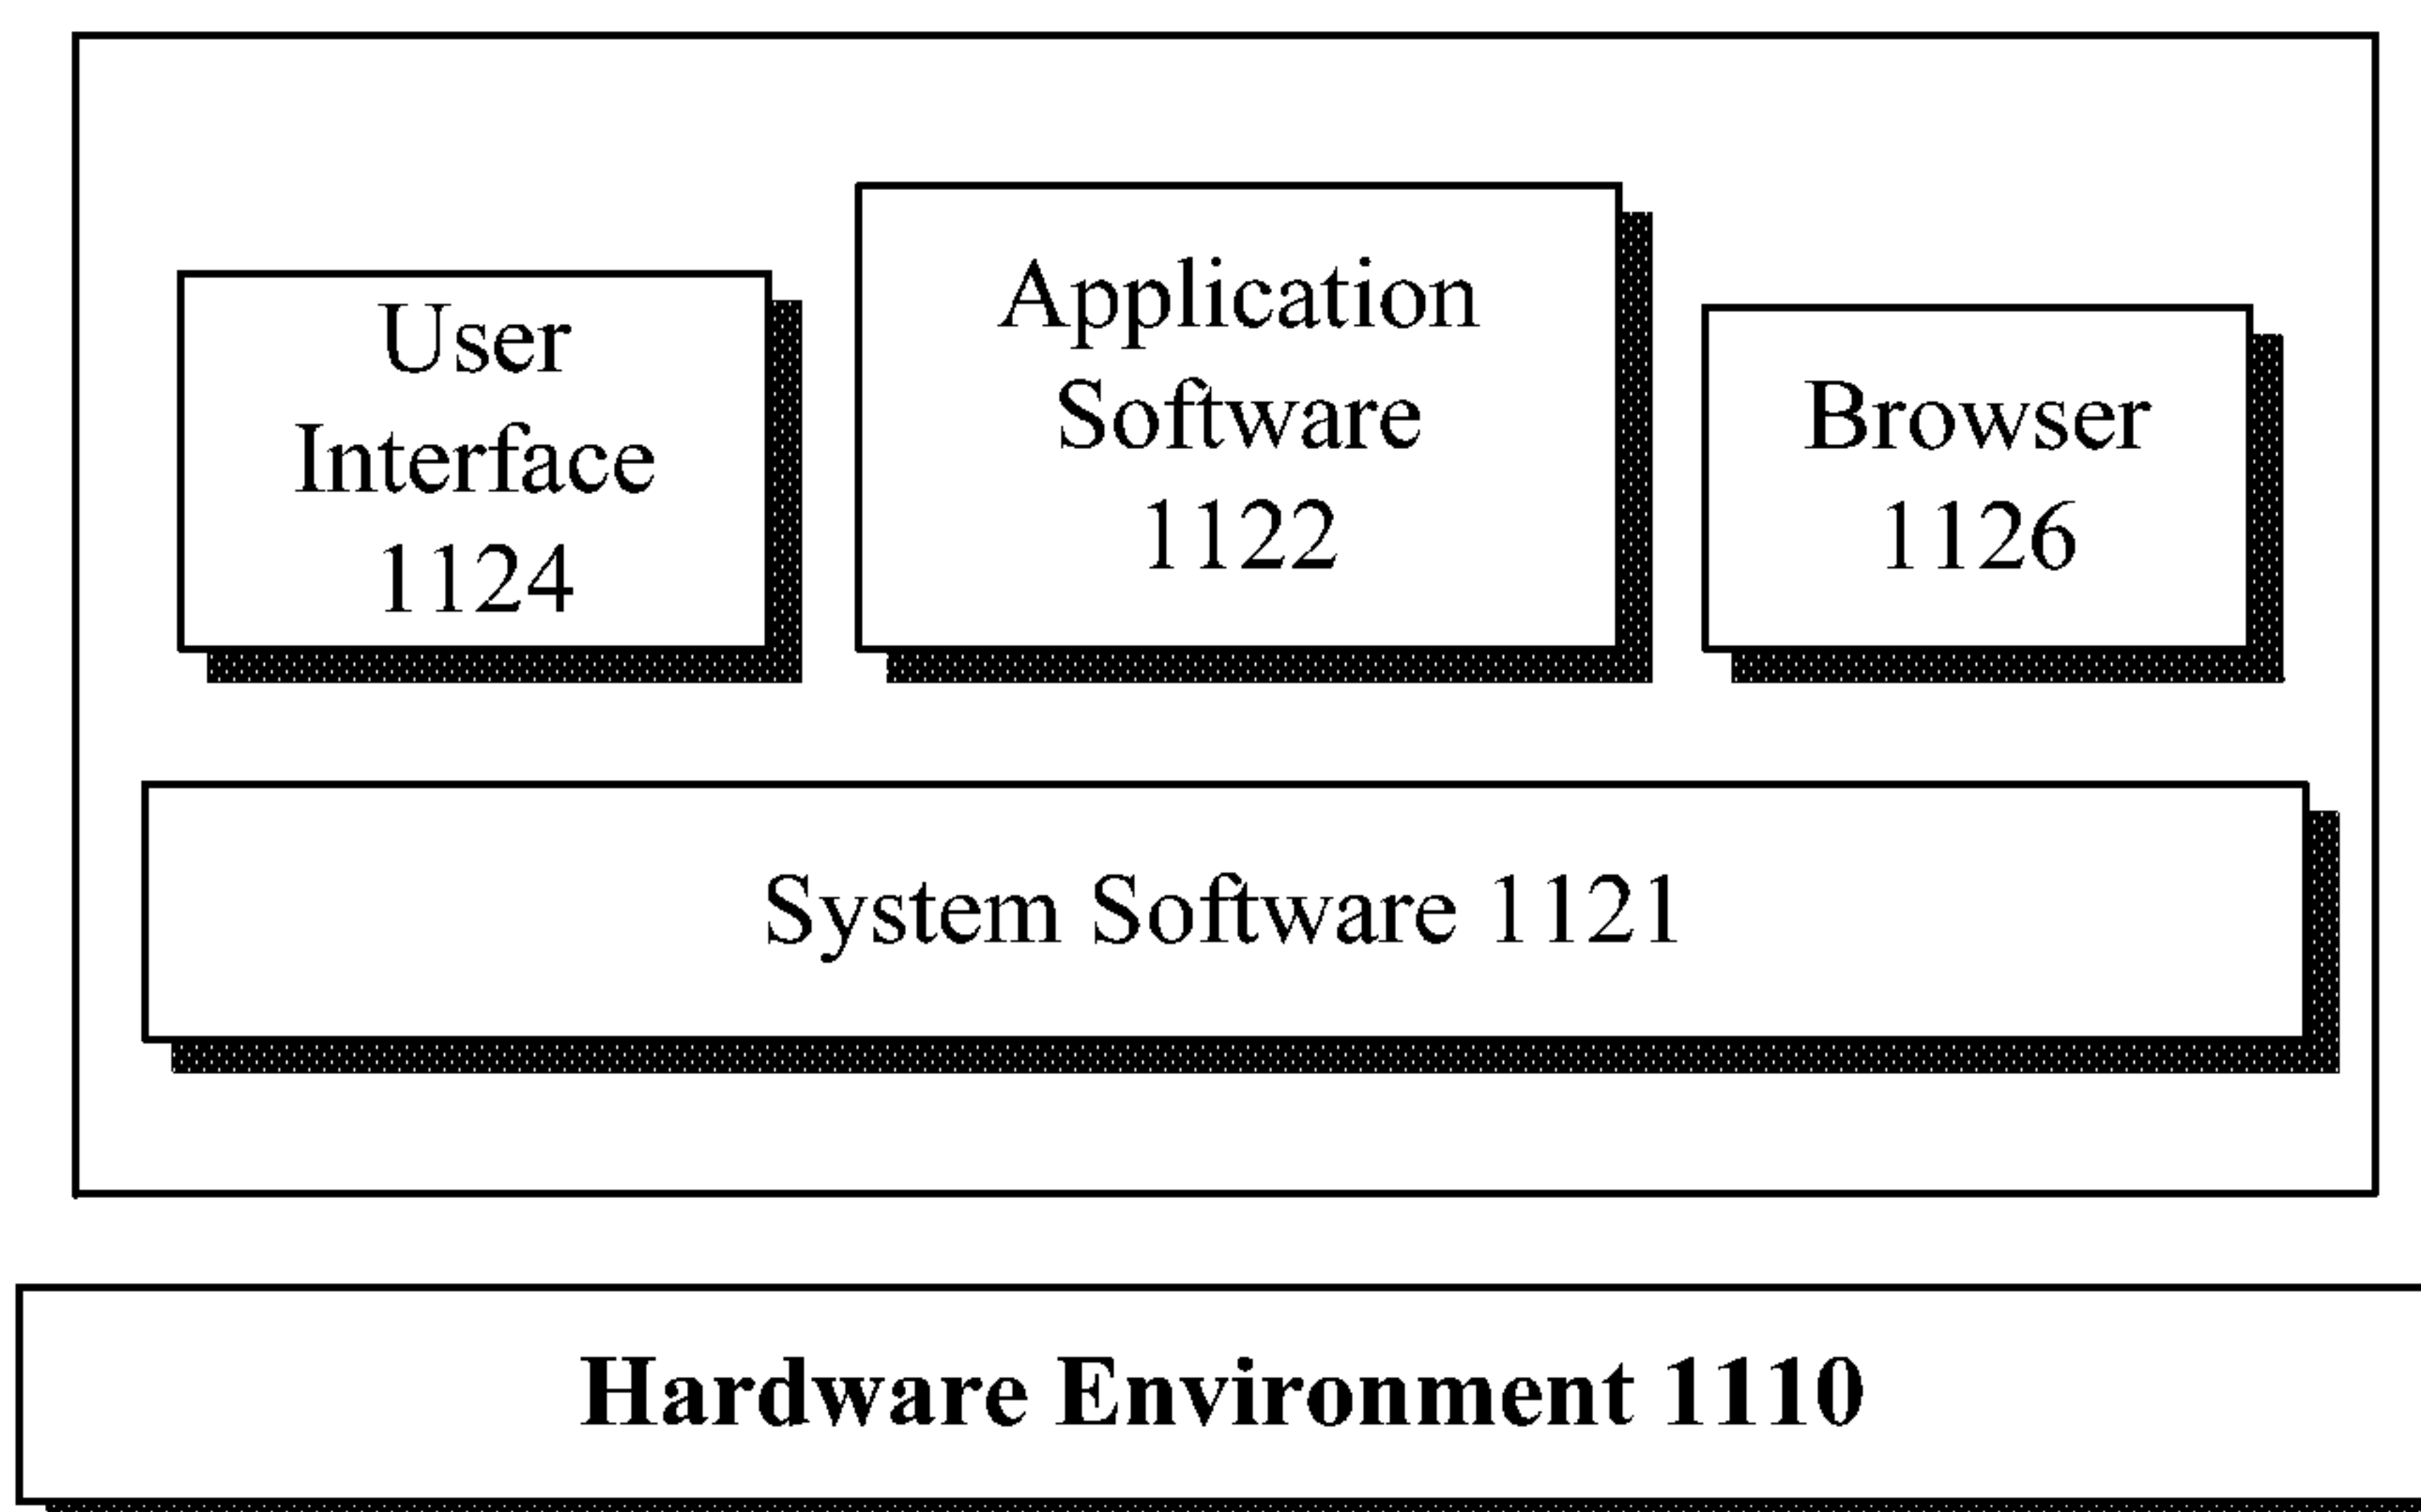 User
Interface
1124
Application
Software
1122
Browser
1126
System Software 1121
Hardware Environment 1110